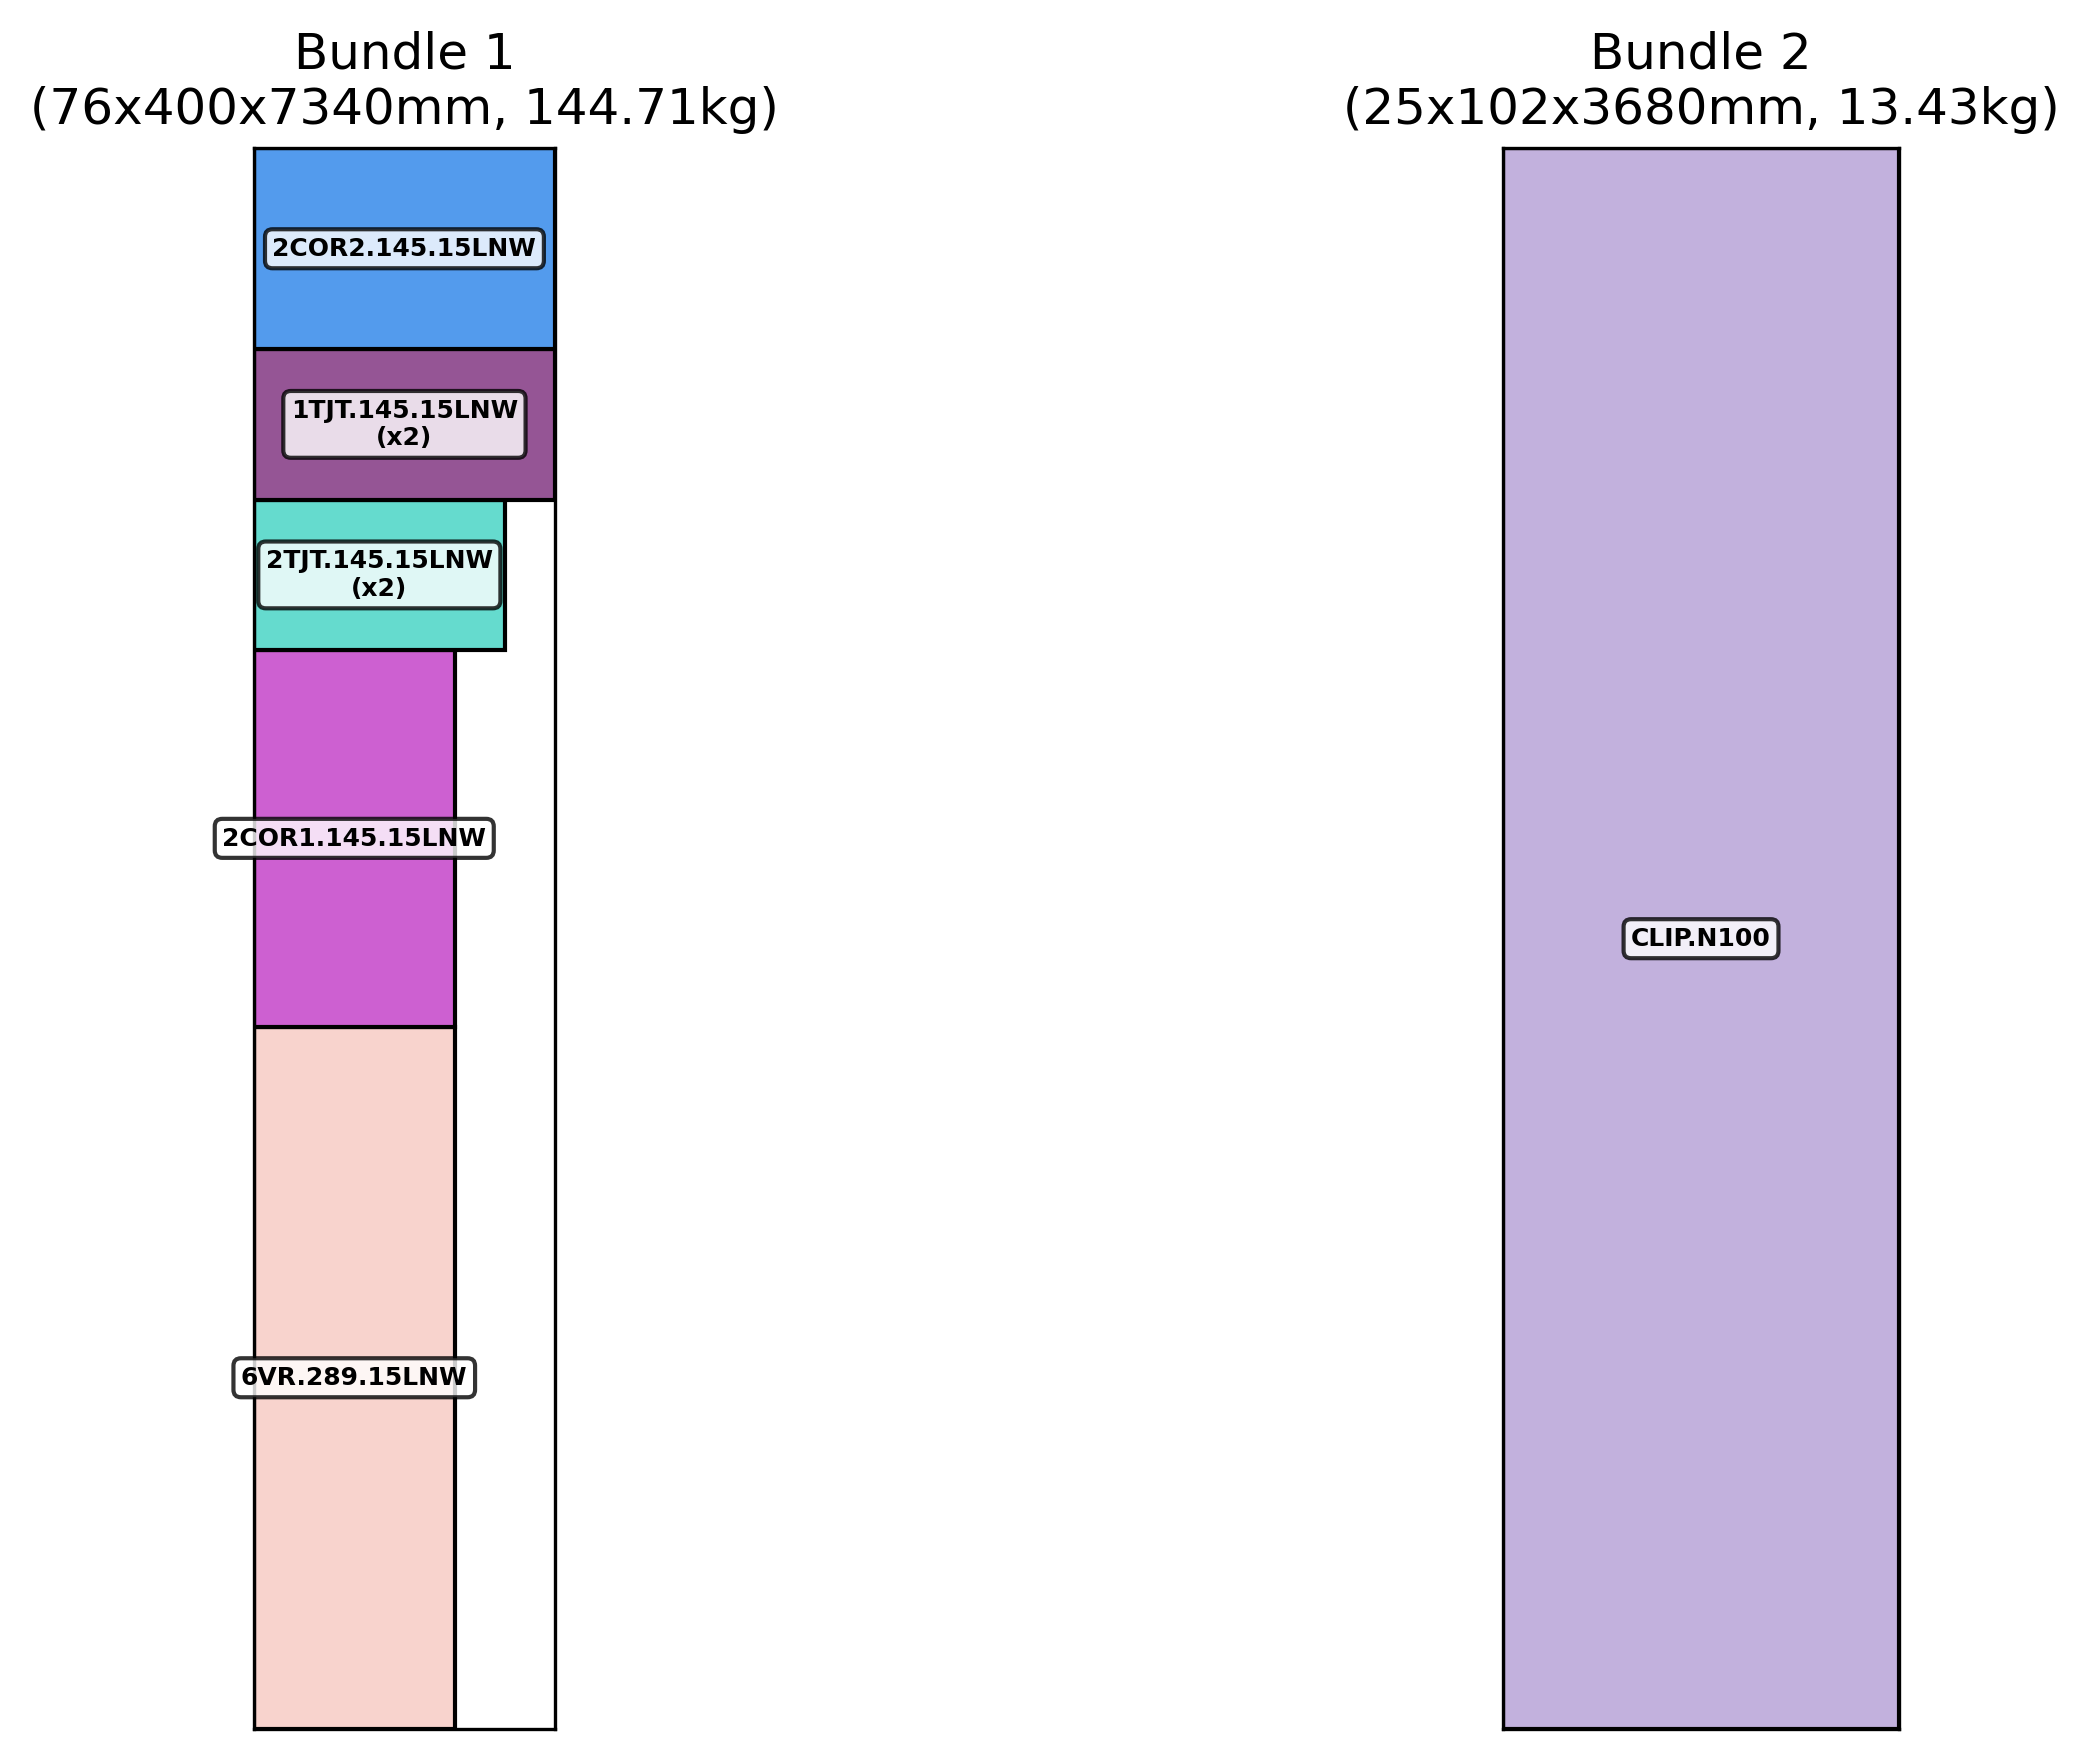 Bundle 1
(76x400x7340mm, 144.71kg)
2COR2.145.15LNW
1TJT.145.15LNW
(x2)
2TJT.145.15LNW
(x2)
2COR1.145.15LNW
6VR.289.15LNW
Bundle 2
(25x102x3680mm, 13.43kg)
CLIP.N100